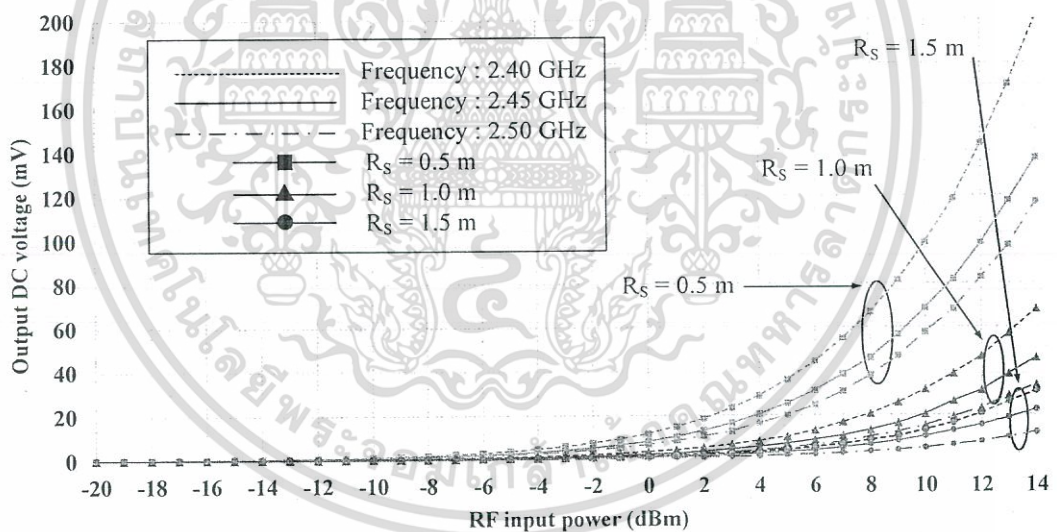 200
180
160
140
120
100
80
60
40
20
0
Output DC voltage (mV)
Frequency : 2.40 GHz
Frequency : 2.45 GHz
Frequency : 2.50 GHz
R_S = 0.5 m
R_S = 1.0 m
R_S = 1.5 m
R_S = 1.5 m
R_S = 1.0 m
R_S = 0.5 m
-20 -18 -16 -14 -12 -10 -8 -6 -4 -2 0 2 4 6 8 10 12 14
RF input power (dBm)